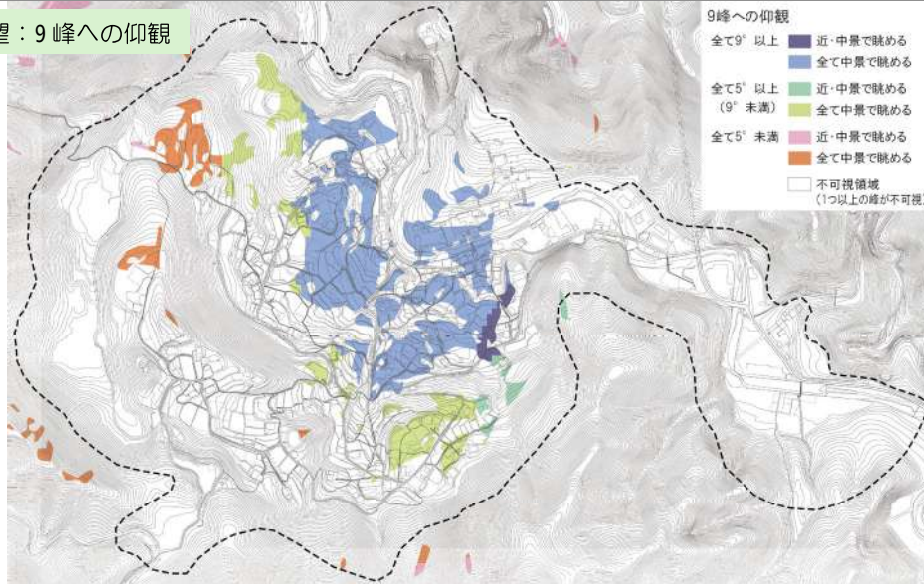 望：9峰への仰観
9峰への仰観
全て9°以上 近･中景で眺める
全て中景で眺める
全て5°以上 近･中景で眺める
（9°未満） 全て中景で眺める
全て5°未満 近･中景で眺める
全て中景で眺める
不可視領域
（1つ以上の峰が不可視）